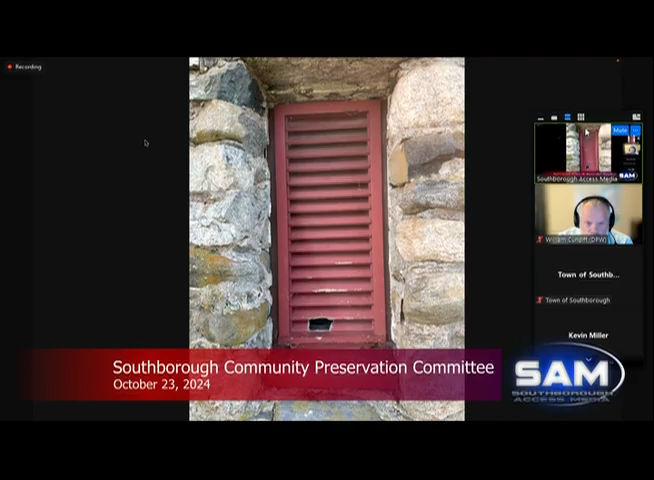 Recording
Mute
SAM
Southborough Access Media
William Cundiff (DPW)
Town of Southb...
Town of Southborough
Kevin Miller
Southborough Community Preservation Committee
October 23, 2024
SAM
SOUTHBOROUGH
ACCESS MEDIA